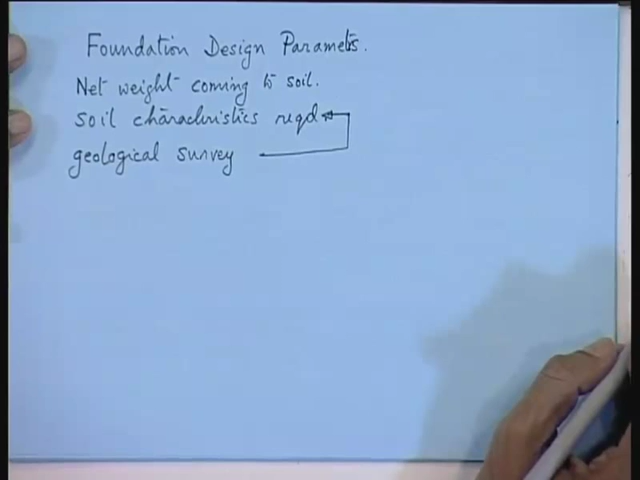 Foundation Design Parameters.
Net weight coming to soil.
soil characteristics reqd
geological survey